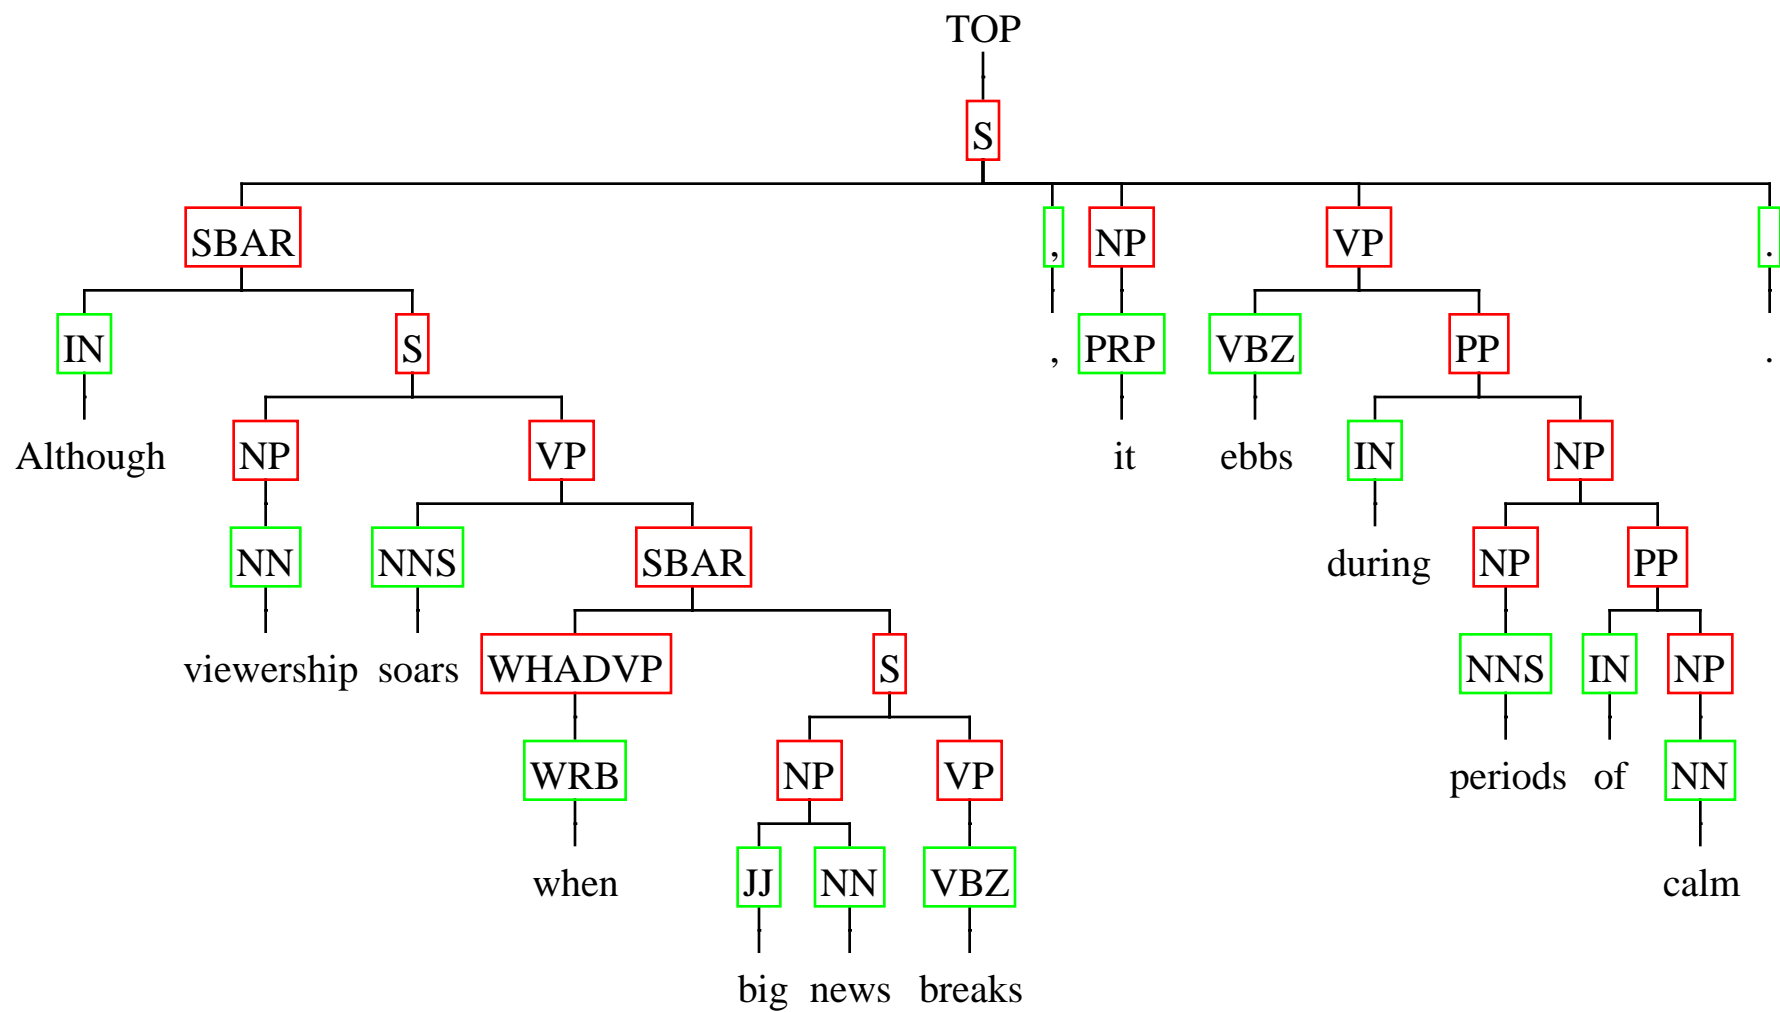 TOP
S
SBAR , NP VP .
IN S , PRP VBZ PP .
Although NP VP it ebbs IN NP
NN NNS SBAR during NP PP
viewership soars WHADVP S NNS IN NP
WRB NP VP periods of NN
when JJ NN VBZ calm
big news breaks